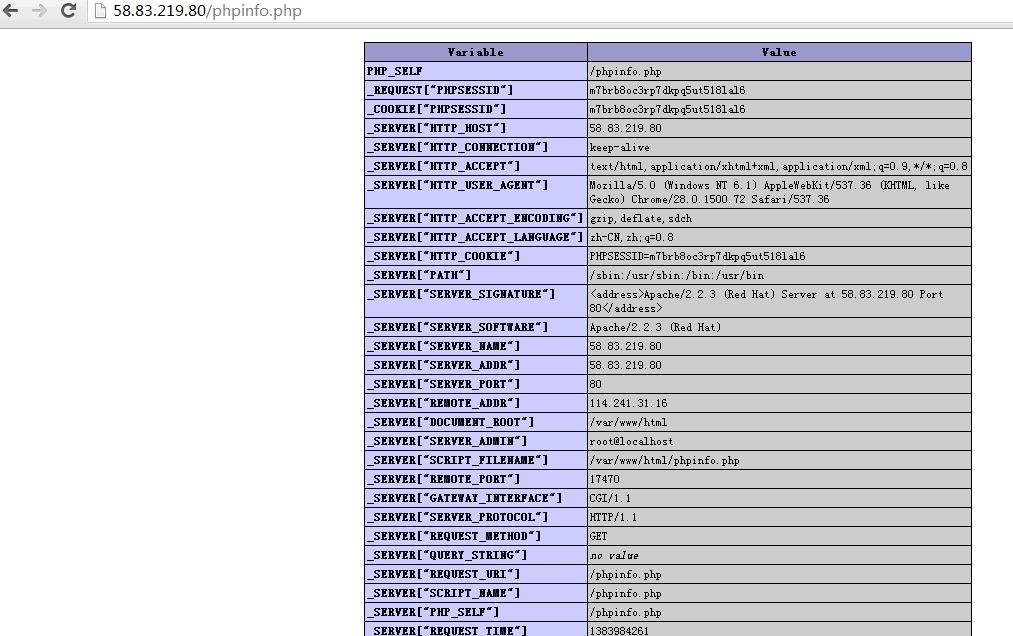 58.83.219.80/phpinfo.php
Variable Value
PHP_SELF /phpinfo.php
_REQUEST["PHPSESSID"] m7brb8oc3rp7dkpq5ut518lal6
_COOKIE["PHPSESSID"] m7brb8oc3rp7dkpq5ut518lal6
_SERVER["HTTP_HOST"] 58.83.219.80
_SERVER["HTTP_CONNECTION"] keep-alive
_SERVER["HTTP_ACCEPT"] text/html,application/xhtml+xml,application/xml;q=0.9,*/*;q=0.8
_SERVER["HTTP_USER_AGENT"] Mozilla/5.0 (Windows NT 6.1) AppleWebKit/537.36 (KHTML, like
Gecko) Chrome/28.0.1500.72 Safari/537.36
_SERVER["HTTP_ACCEPT_ENCODING"] gzip,deflate,sdch
_SERVER["HTTP_ACCEPT_LANGUAGE"] zh-CN,zh;q=0.8
_SERVER["HTTP_COOKIE"] PHPSESSID=m7brb8oc3rp7dkpq5ut518lal6
_SERVER["PATH"] /sbin:/usr/sbin:/bin:/usr/bin
_SERVER["SERVER_SIGNATURE"] <address>Apache/2.2.3 (Red Hat) Server at 58.83.219.80 Port
80</address>
_SERVER["SERVER_SOFTWARE"] Apache/2.2.3 (Red Hat)
_SERVER["SERVER_NAME"] 58.83.219.80
_SERVER["SERVER_ADDR"] 58.83.219.80
_SERVER["SERVER_PORT"] 80
_SERVER["REMOTE_ADDR"] 114.241.31.16
_SERVER["DOCUMENT_ROOT"] /var/www/html
_SERVER["SERVER_ADMIN"] root@localhost
_SERVER["SCRIPT_FILENAME"] /var/www/html/phpinfo.php
_SERVER["REMOTE_PORT"] 17470
_SERVER["GATEWAY_INTERFACE"] CGI/1.1
_SERVER["SERVER_PROTOCOL"] HTTP/1.1
_SERVER["REQUEST_METHOD"] GET
_SERVER["QUERY_STRING"] no value
_SERVER["REQUEST_URI"] /phpinfo.php
_SERVER["SCRIPT_NAME"] /phpinfo.php
_SERVER["PHP_SELF"] /phpinfo.php
_SERVER["REQUEST_TIME"] 1383984261